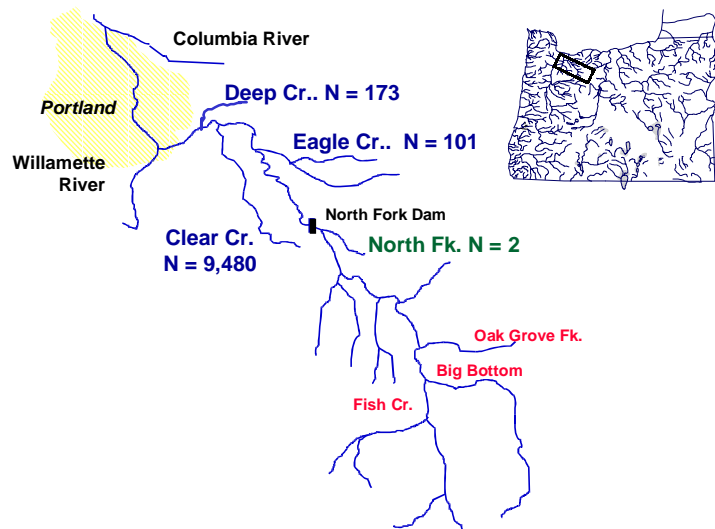 Columbia River
Deep Cr.. N = 173
Portland
Eagle Cr.. N = 101
Willamette
River
North Fork Dam
Clear Cr.
N = 9,480
North Fk. N = 2
Oak Grove Fk.
Big Bottom
Fish Cr.